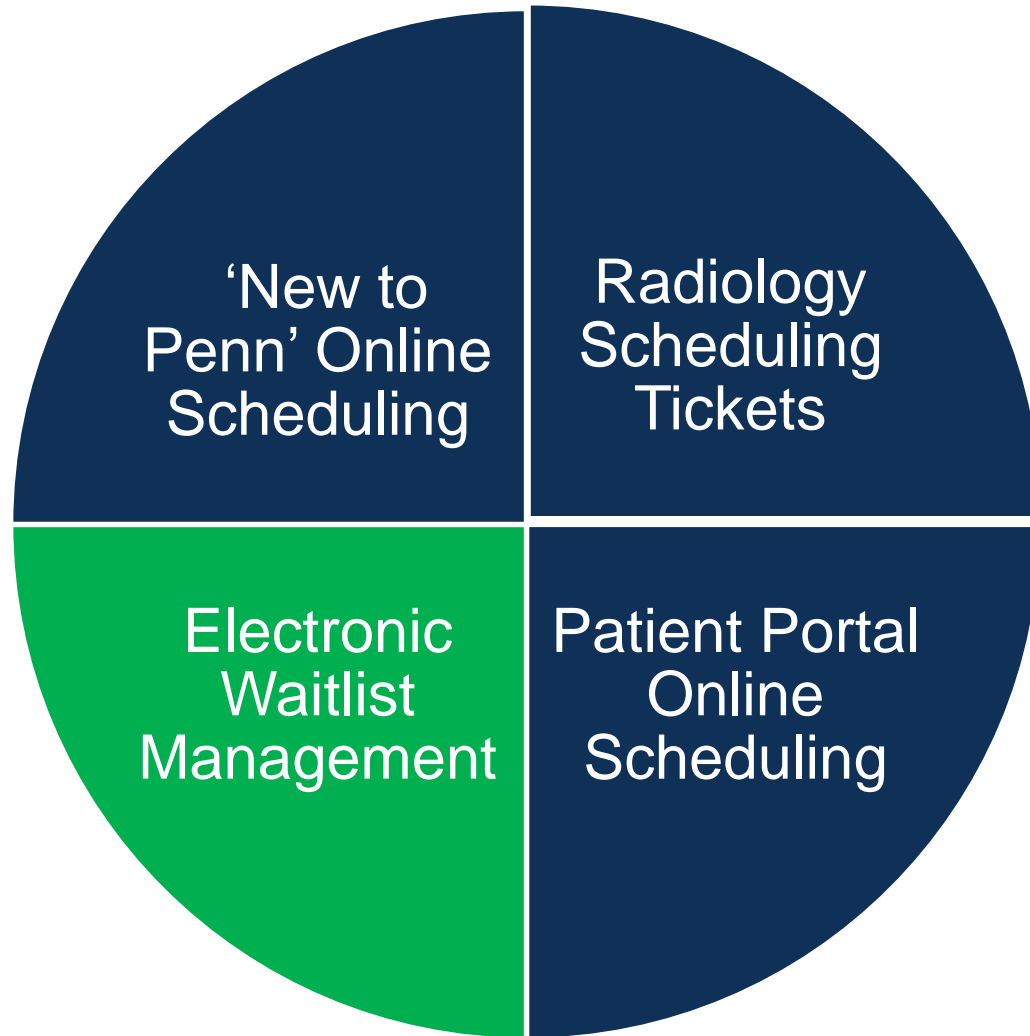 ‘New to
Penn’ Online
Scheduling
Radiology
Scheduling
Tickets
Electronic
Waitlist
Management
Patient Portal
Online
Scheduling